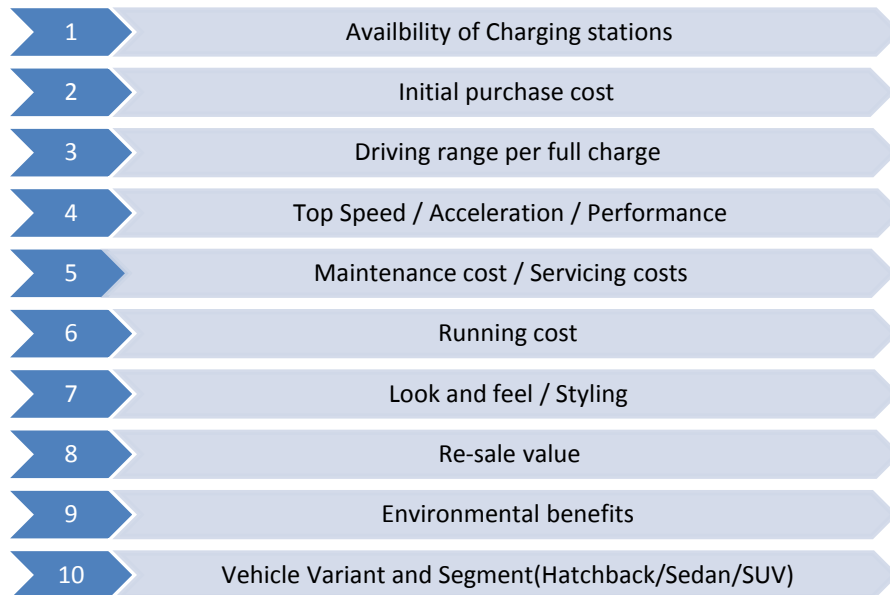 1 Availbility of Charging stations
2 Initial purchase cost
3 Driving range per full charge
4 Top Speed / Acceleration / Performance
5 Maintenance cost / Servicing costs
6 Running cost
7 Look and feel / Styling
8 Re-sale value
9 Environmental benefits
10 Vehicle Variant and Segment(Hatchback/Sedan/SUV)